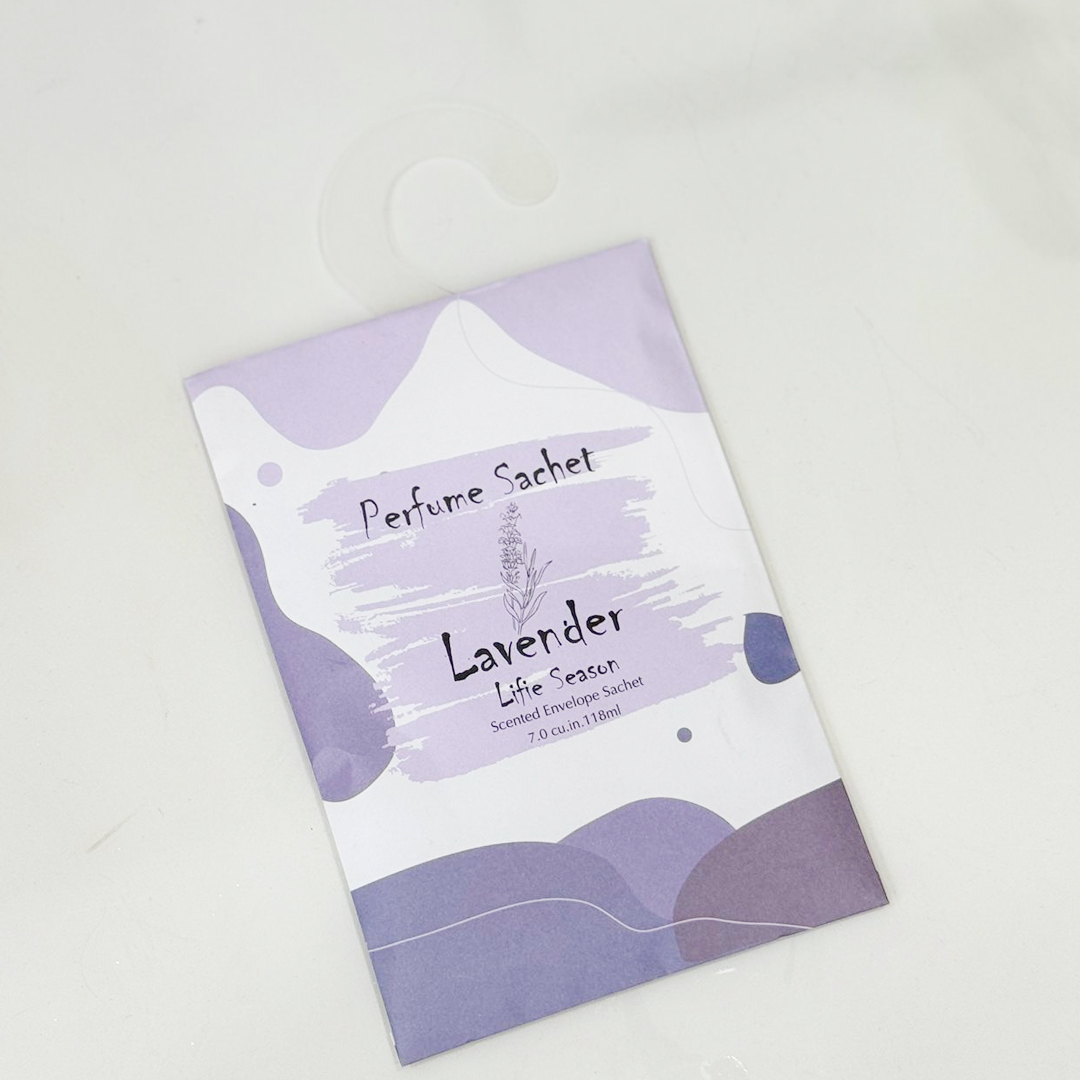 Perfume Sachet
Lavender
Lifie Season
Scented Envelope Sachet
7.0 cu.in.118ml